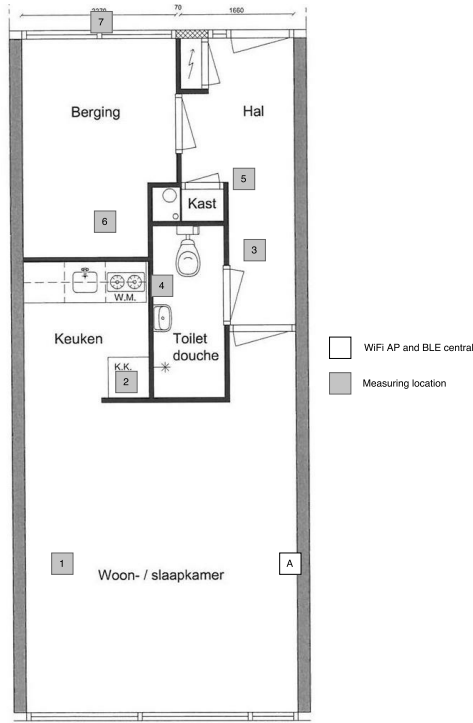 7
70
1660
Berging
Hal
5
Kast
6
3
4
W.M.
Keuken
Toilet
douche
K.K.
2
WiFi AP and BLE central
Measuring location
1
A
Woon- / slaapkamer